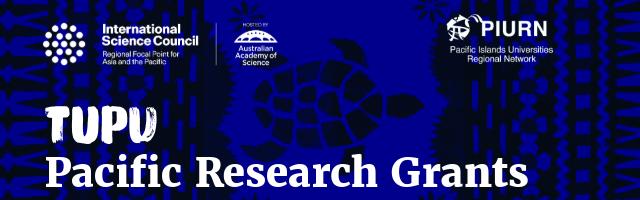 International
Science Council
Regional Focal Point for
Asia and the Pacific
HOSTED BY
Australian
Academy of
Science
PIURN
Pacific Islands Universities
Regional Network
TUPU
Pacific Research Grants